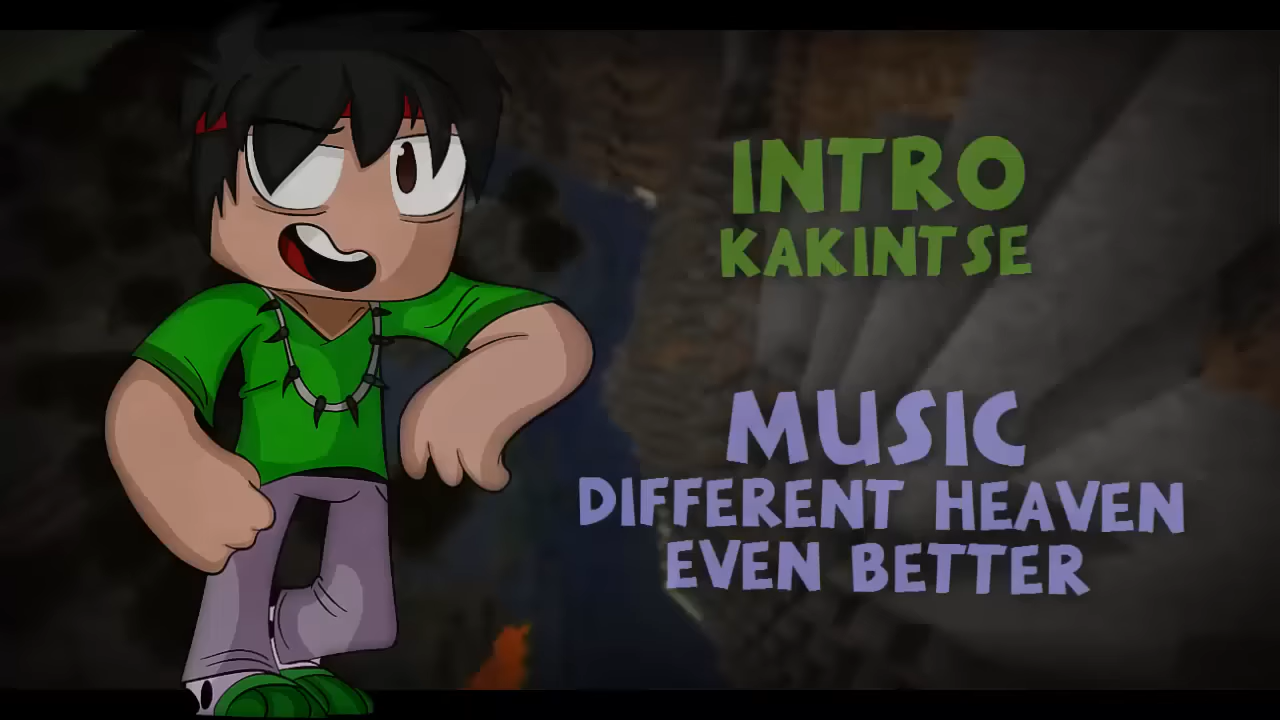 INTRO
KAKINTSE
MUSIC
DIFFERENT HEAVEN
EVEN BETTER